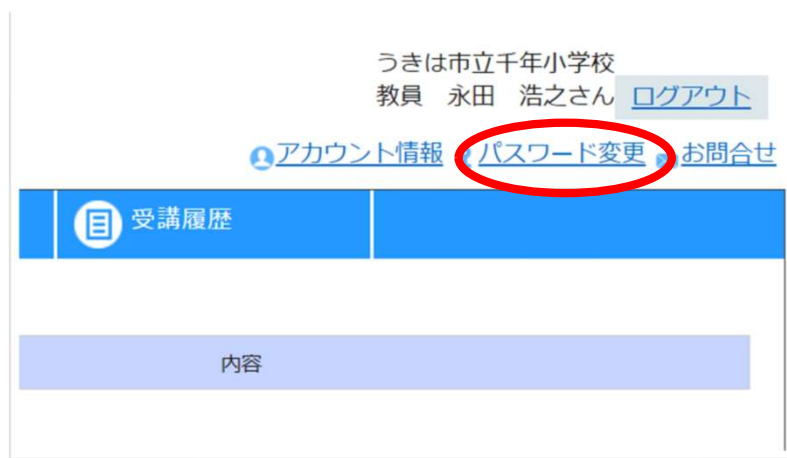 うきは市立千年小学校
教員 永田 浩之さん ログアウト
アカウント情報 パスワード変更 お問合せ
受講履歴
内容